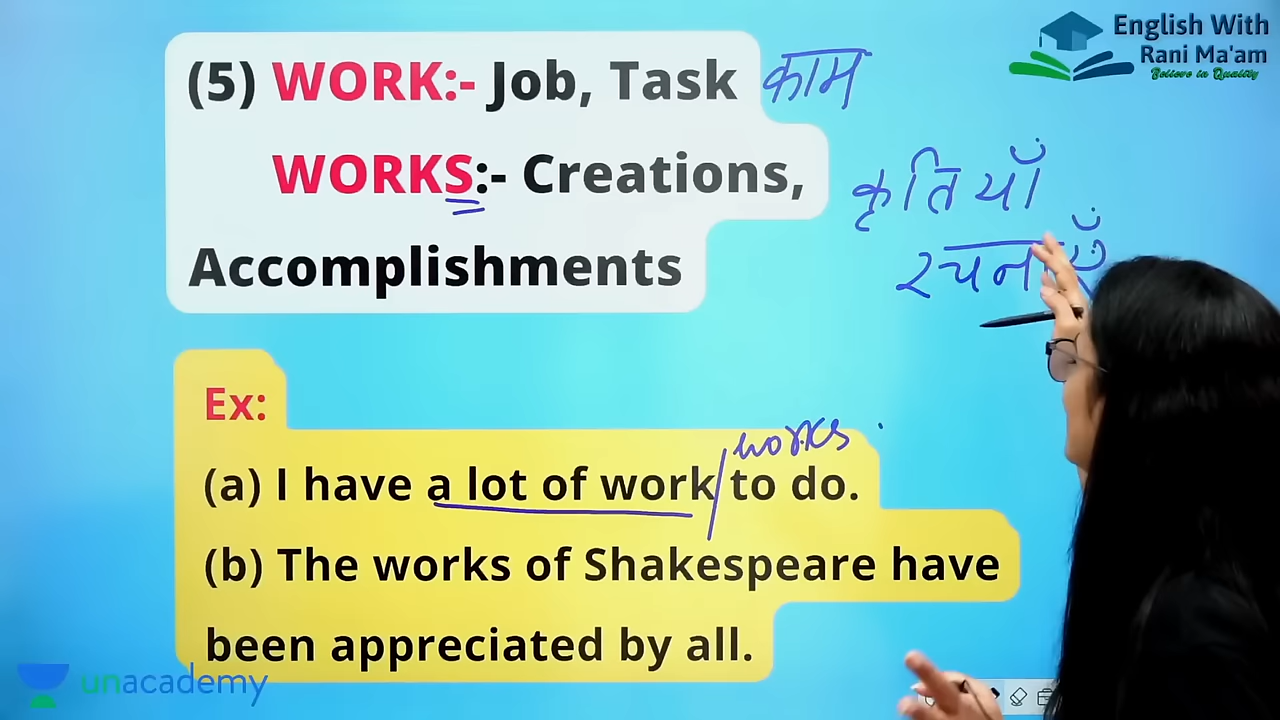 English With
Rani Ma'am
Believe in Quality
(5) WORK:- Job, Task काम
WORKS:- Creations, कृतियाँ
Accomplishments रचनाएँ
Ex:
works
(a) I have a lot of work/to do.
(b) The works of Shakespeare have
been appreciated by all.
unacademy